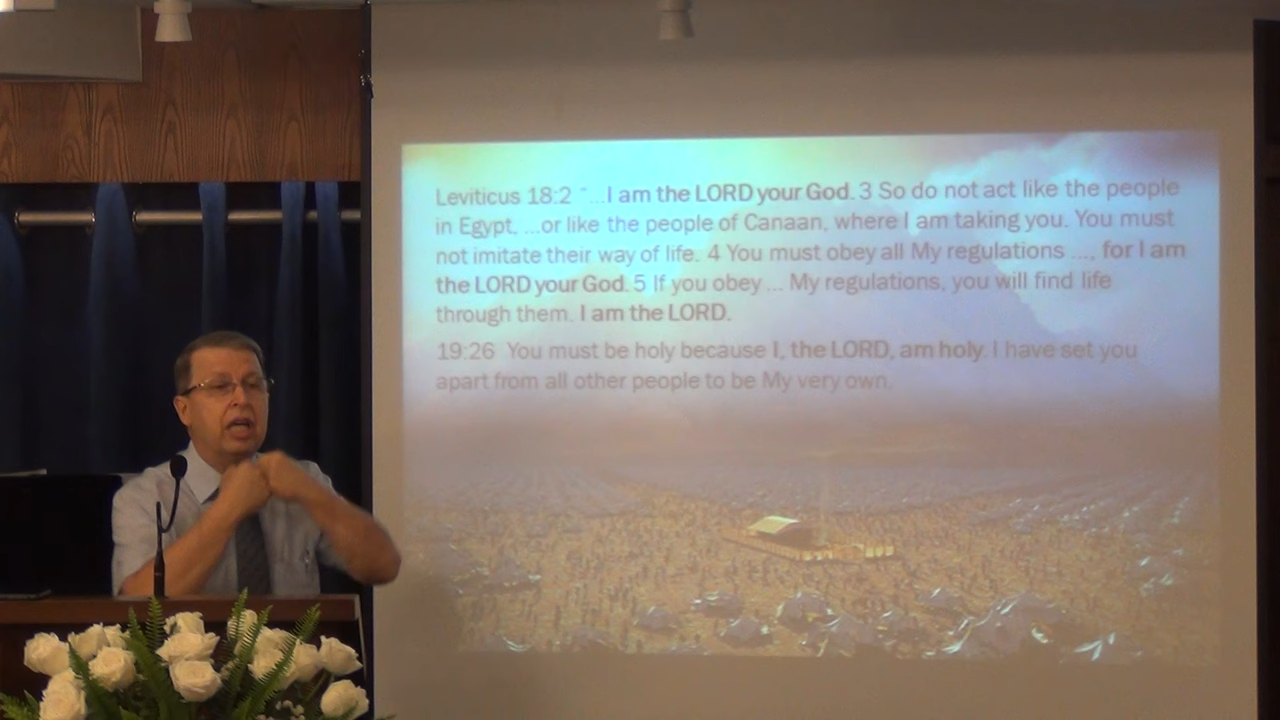 Leviticus 18:2 "...I am the LORD your God. 3 So do not act like the people
in Egypt, ...or like the people of Canaan, where I am taking you. You must
not imitate their way of life. 4 You must obey all My regulations ..., for I am
the LORD your God. 5 If you obey ... My regulations, you will find life
through them. I am the LORD.
19:26 You must be holy because I, the LORD, am holy. I have set you
apart from all other people to be My very own.